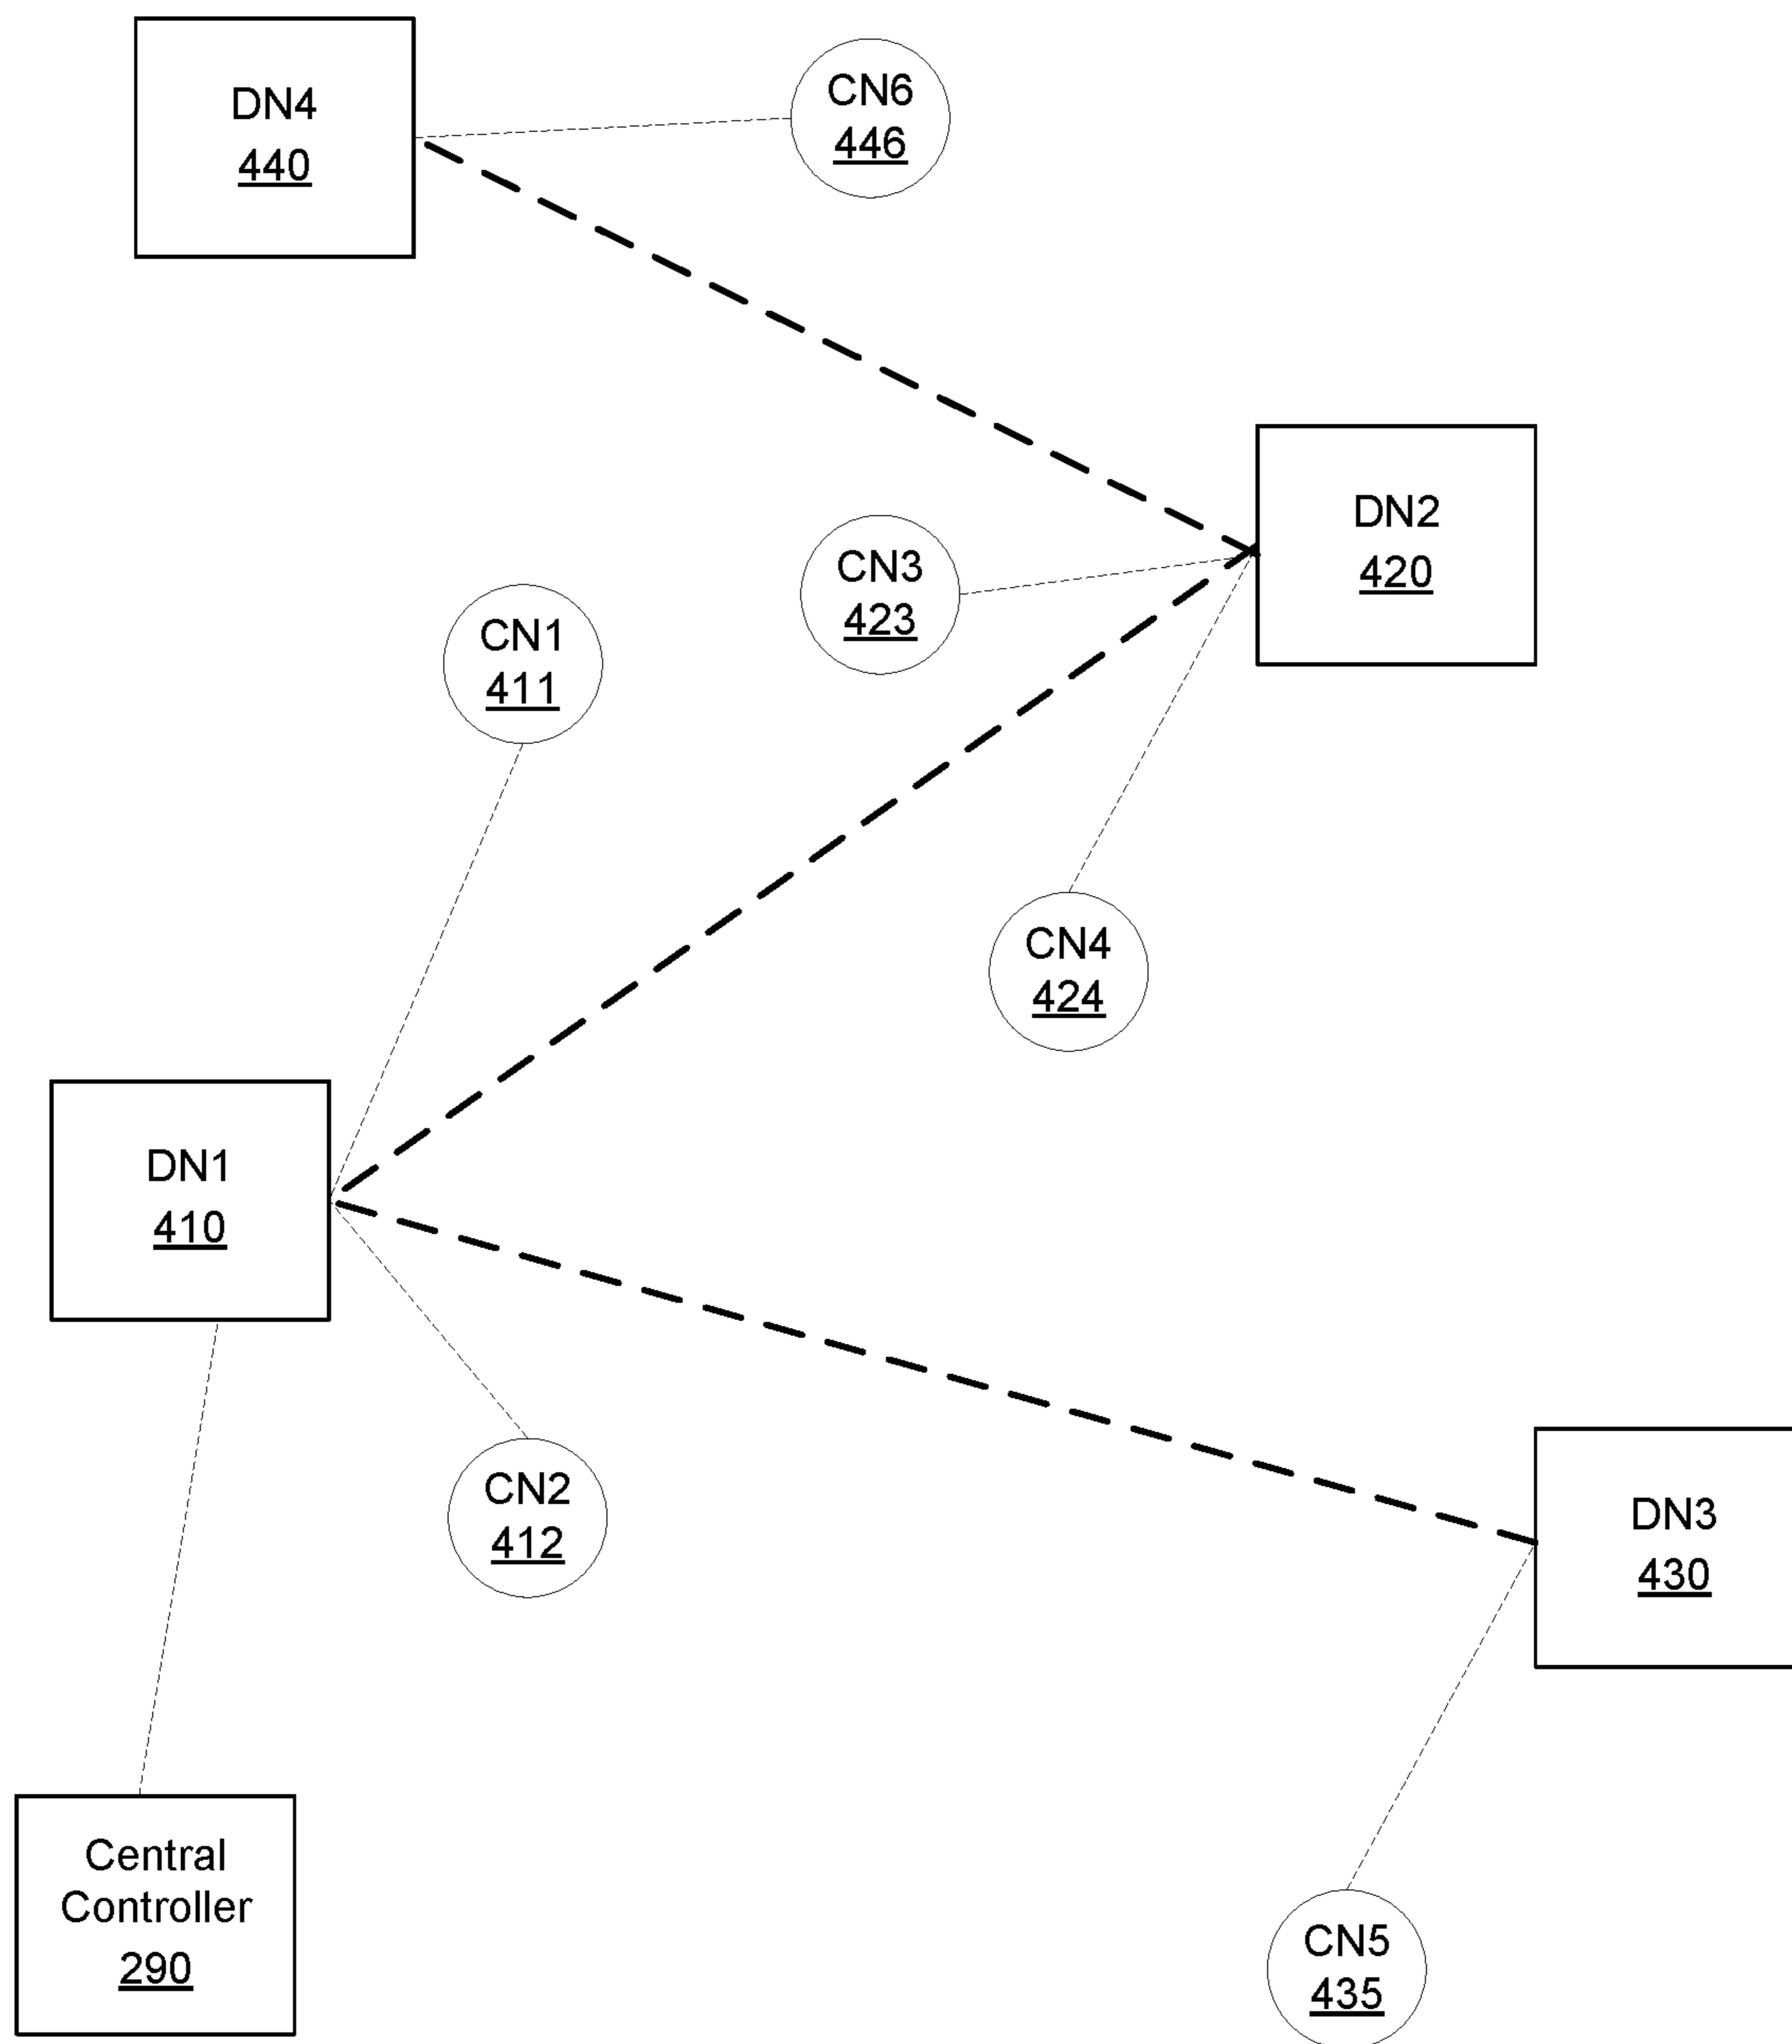 DN4
440
CN6
446
DN2
420
CN3
423
CN1
411
CN4
424
DN1
410
CN2
412
DN3
430
Central
Controller
290
CN5
435